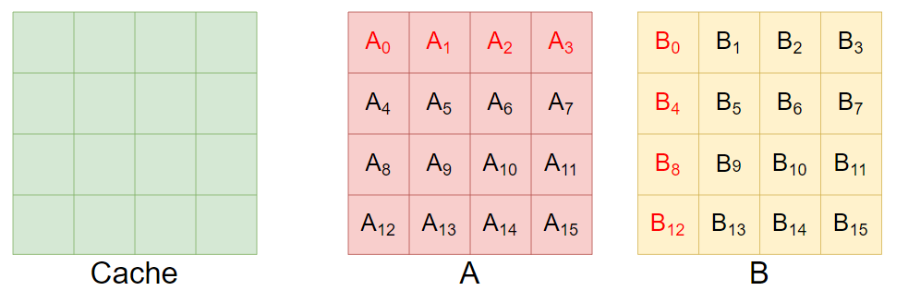 A₀ A₁ A₂ A₃ B₀ B₁ B₂ B₃
A₄ A₅ A₆ A₇ B₄ B₅ B₆ B₇
A₈ A₉ A₁₀ A₁₁ B₈ B9 B₁₀ B₁₁
A₁₂ A₁₃ A₁₄ A₁₅ B₁₂ B₁₃ B₁₄ B₁₅
Cache A B